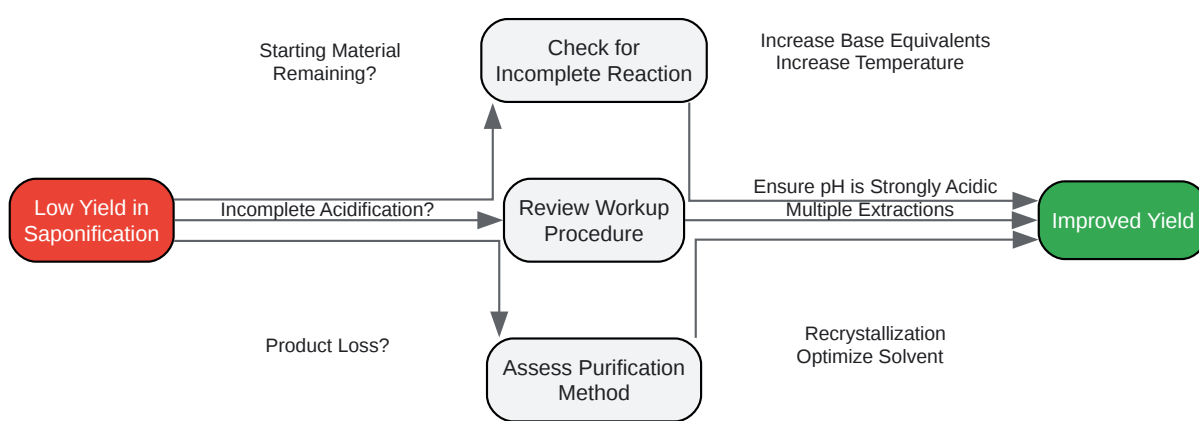 Starting Material
Remaining?
Check for
Incomplete Reaction
Increase Base Equivalents
Increase Temperature
Low Yield in
Saponification
Incomplete Acidification?
Review Workup
Procedure
Ensure pH is Strongly Acidic
Multiple Extractions
Improved Yield
Product Loss?
Assess Purification
Method
Recrystallization
Optimize Solvent